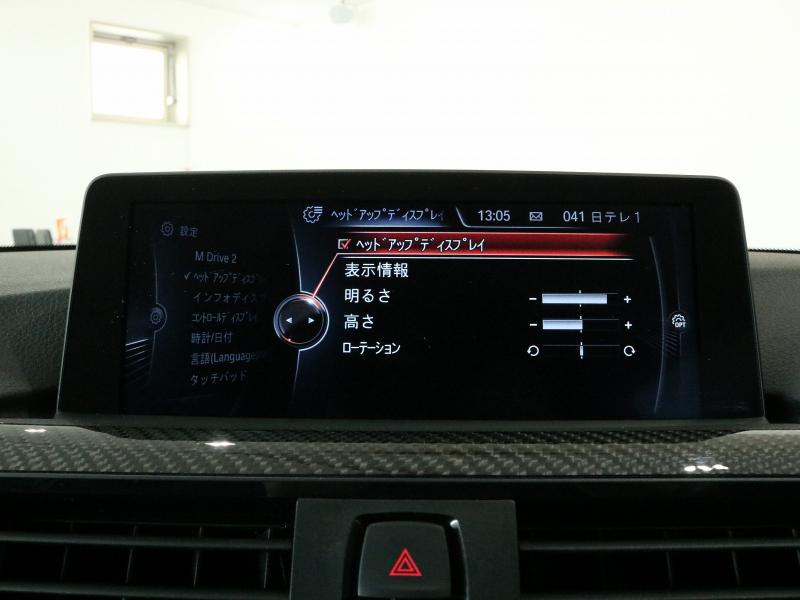 ﾍｯﾄﾞｱｯﾌﾟﾃﾞｨｽﾌﾟﾚｲ 13:05 041 日テレ1
設定
M Drive 2
✓ ﾍｯﾄﾞｱｯﾌﾟﾃﾞｨｽﾌﾟﾚ
インフォディス
ｺﾝﾄﾛｰﾙﾃﾞｨｽﾌﾟﾚｲ
時計/日付
言語(Language
タッチパッド
ﾍｯﾄﾞｱｯﾌﾟﾃﾞｨｽﾌﾟﾚｲ
表示情報
明るさ - +
高さ - +
ﾛｰﾃｰｼｮﾝ
OPT